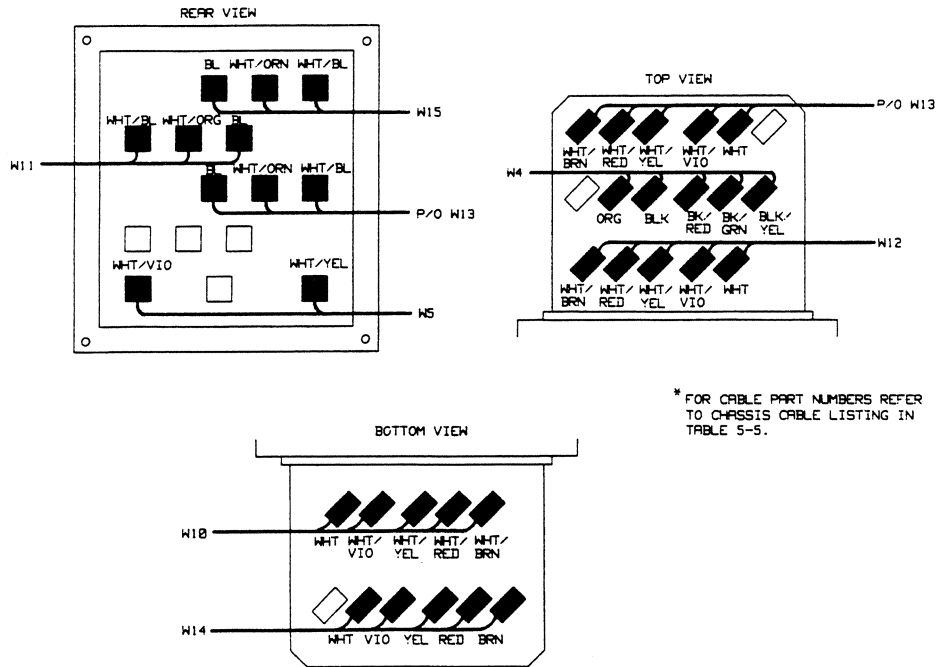 REAR VIEW
BL WHT/ORN WHT/BL
W15
WHT/BL WHT/ORG BL
W11
BL WHT/ORN WHT/BL
P/O W13
WHT/VIO WHT/YEL
W5
TOP VIEW
P/O W13
WHT/ WHT/ WHT/ WHT/ WHT
BRN RED YEL VIO
W4
ORG BLK BK/ BK/ BLK/
RED GRN YEL
W12
WHT/ WHT/ WHT/ WHT/ WHT
BRN RED YEL VIO
* FOR CABLE PART NUMBERS REFER
TO CHASSIS CABLE LISTING IN
TABLE 5-5.
BOTTOM VIEW
W10
WHT WHT/ WHT/ WHT/ WHT/
VIO YEL RED BRN
W14
WHT VIO YEL RED BRN